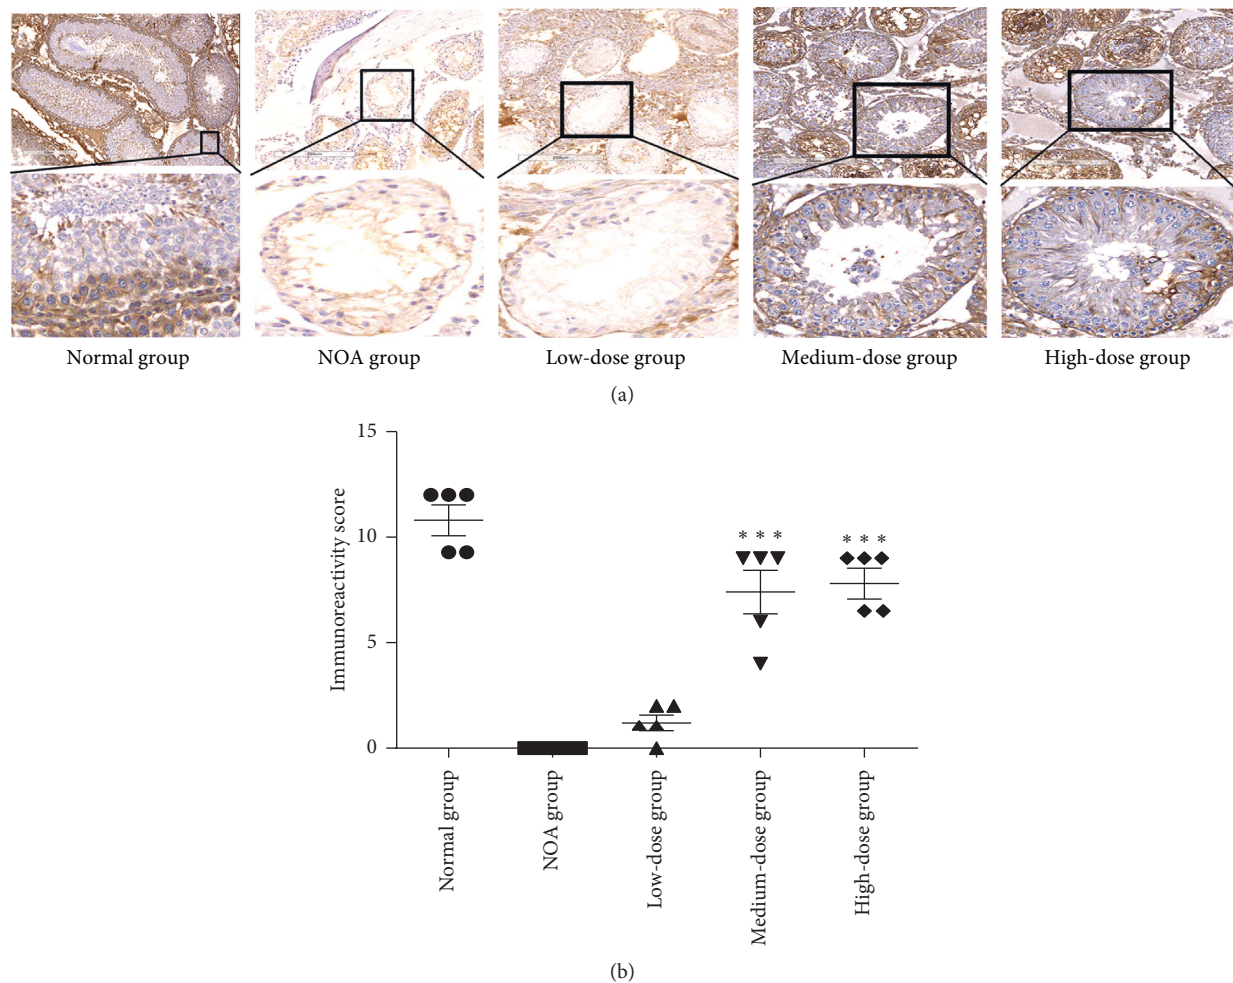 Normal group
NOA group
Low-dose group
Medium-dose group
High-dose group
(a)
15
10
5
0
Immunoreactivity score
* * *
* * *
Normal group
NOA group
Low-dose group
Medium-dose group
High-dose group
(b)